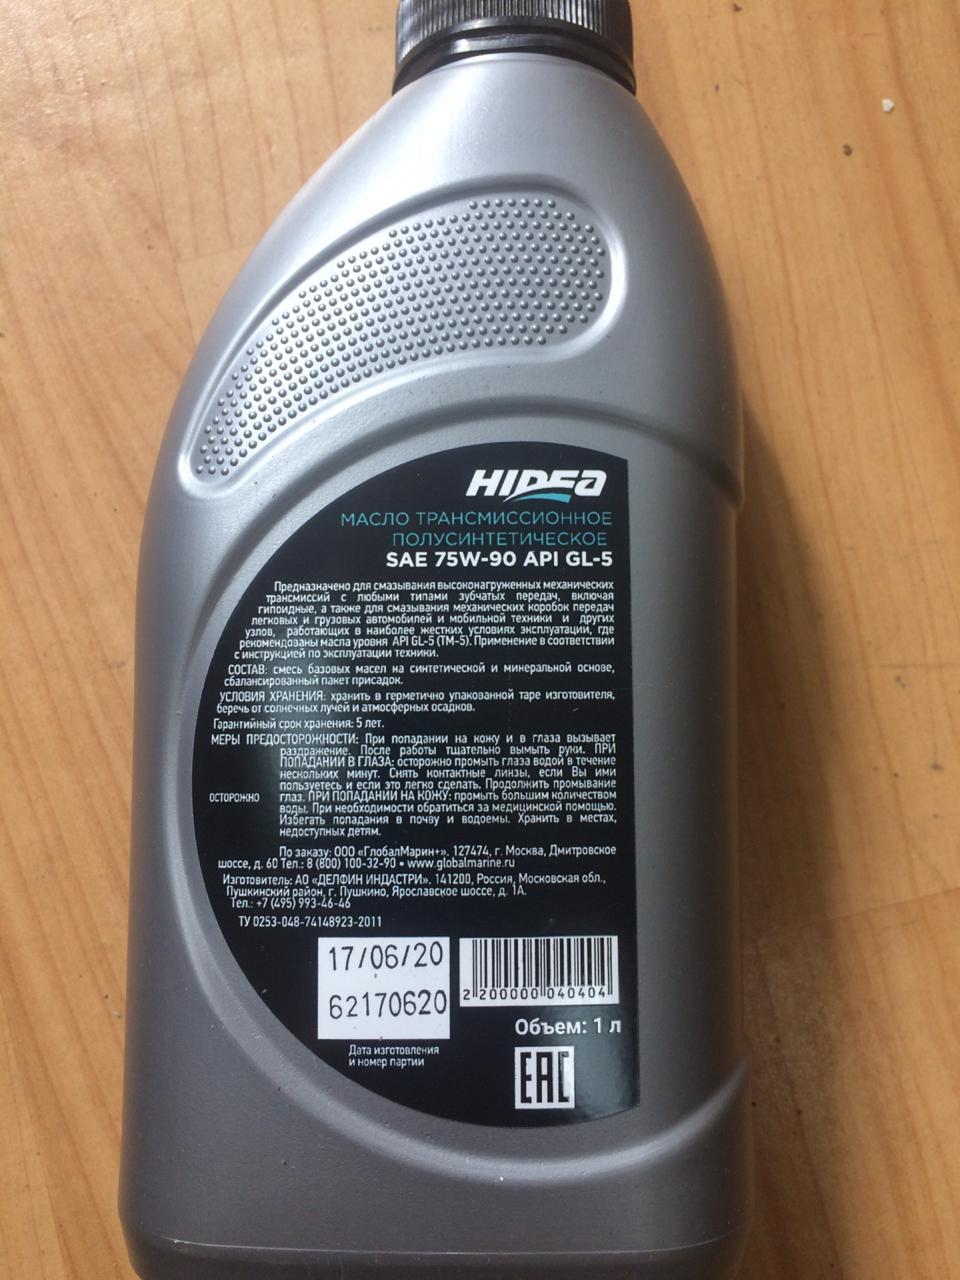 HIDEA
МАСЛО ТРАНСМИССИОННОЕ
ПОЛУСИНТЕТИЧЕСКОЕ
SAE 75W-90 API GL-5
Предназначено для смазывания высоконагруженных механических
трансмиссий с любыми типами зубчатых передач, включая
гипоидные, а также для смазывания механических коробок передач
легковых и грузовых автомобилей и мобильной техники и других
узлов, работающих в наиболее жестких условиях эксплуатации, где
рекомендованы масла уровня API GL-5 (ТМ-5). Применение в соответствии
с инструкцией по эксплуатации техники.
СОСТАВ: смесь базовых масел на синтетической и минеральной основе,
сбалансированный пакет присадок.
УСЛОВИЯ ХРАНЕНИЯ: хранить в герметично упакованной таре изготовителя,
беречь от солнечных лучей и атмосферных осадков.
Гарантийный срок хранения: 5 лет.
МЕРЫ ПРЕДОСТОРОЖНОСТИ: При попадании на кожу и в глаза вызывает
раздражение. После работы тщательно вымыть руки. ПРИ
ПОПАДАНИИ В ГЛАЗА: осторожно промыть глаза водой в течение
нескольких минут. Снять контактные линзы, если Вы ими
пользуетесь и если это легко сделать. Продолжить промывание
ОСТОРОЖНО глаз. ПРИ ПОПАДАНИИ НА КОЖУ: промыть большим количеством
воды. При необходимости обратиться за медицинской помощью.
Избегать попадания в почву и водоемы. Хранить в местах,
недоступных детям.
По заказу: ООО «ГлобалМарин+». 127474, г. Москва, Дмитровское
шоссе, д. 60 Тел.: 8 (800) 100-32-90 • www.globalmarine.ru
Изготовитель: АО «ДЕЛФИН ИНДАСТРИ». 141200, Россия, Московская обл.,
Пушкинский район, г. Пушкино, Ярославское шоссе, д. 1А.
Тел.: +7 (495) 993-46-46
ТУ 0253-048-74148923-2011
17/06/20
62170620
2 200000 040404
Дата изготовления
и номер партии
Объем: 1 л
EAC